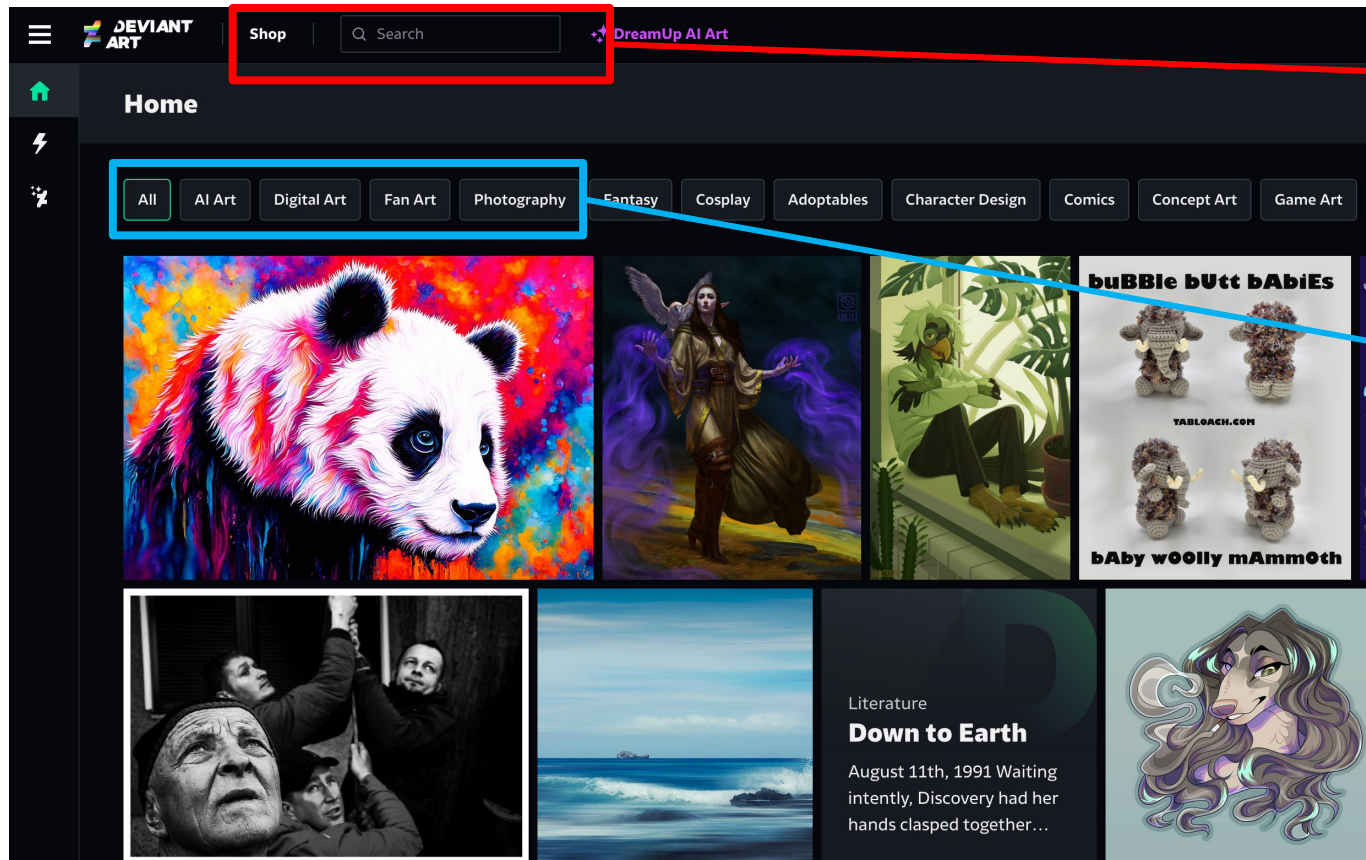 DEVIANT
ART
Shop
Search
DreamUp AI Art
Home
All
AI Art
Digital Art
Fan Art
Photography
Fantasy
Cosplay
Adoptables
Character Design
Comics
Concept Art
Game Art
buBBle bUtt bAbiEs
TABLOACH.COM
bAby wOOlly mAmmOth
Literature
Down to Earth
August 11th, 1991 Waiting
intently, Discovery had her
hands clasped together...